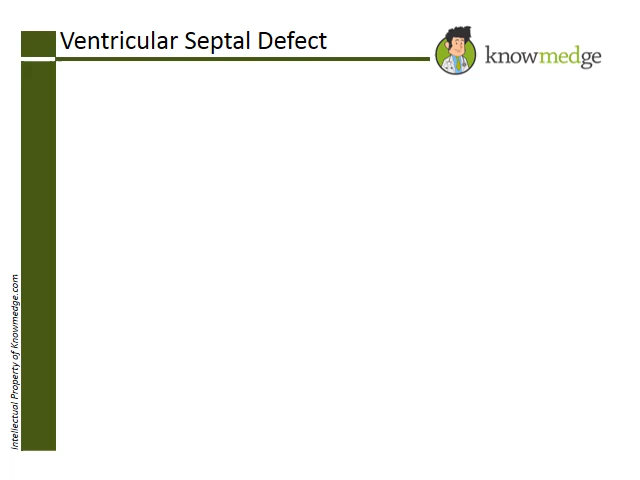 Ventricular Septal Defect
knowmedge
Intellectual Property of Knowmedge.com